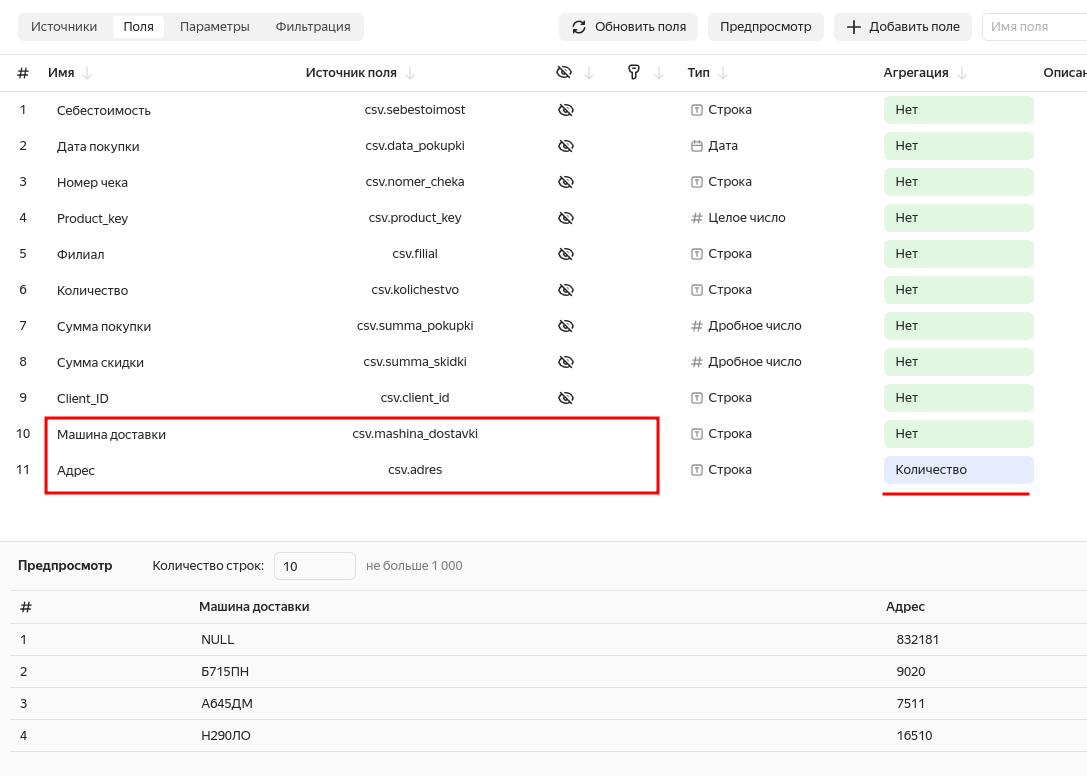 Источники Поля Параметры Фильтрация Обновить поля Предпросмотр Добавить поле Имя поля
# Имя Источник поля Тип Агрегация Описан
1 Себестоимость csv.sebestoimost Строка Нет
2 Дата покупки csv.data_pokupki Дата Нет
3 Номер чека csv.nomer_cheka Строка Нет
4 Product_key csv.product_key # Целое число Нет
5 Филиал csv.filial Строка Нет
6 Количество csv.kolichestvo Строка Нет
7 Сумма покупки csv.summa_pokupki # Дробное число Нет
8 Сумма скидки csv.summa_skidki # Дробное число Нет
9 Client_ID csv.client_id Строка Нет
10 Машина доставки csv.mashina_dostavki Строка Нет
11 Адрес csv.adres Строка Количество
Предпросмотр Количество строк: 10 не больше 1 000
# Машина доставки Адрес
1 NULL 832181
2 Б715ПН 9020
3 А645ДМ 7511
4 Н290ЛО 16510